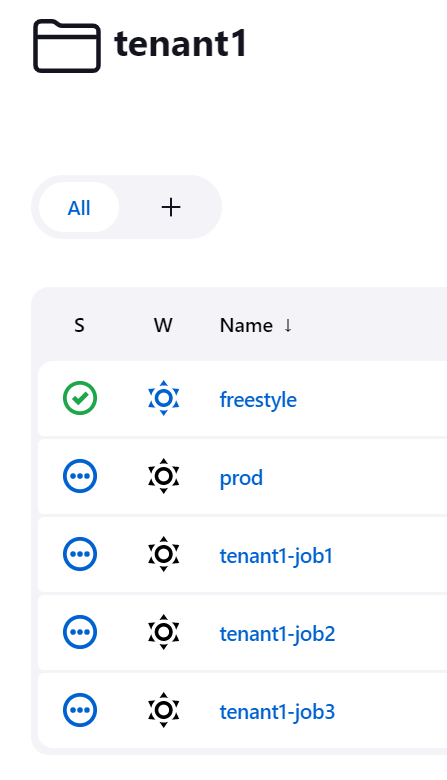 tenant1
All +
S W Name ↓
freestyle
prod
tenant1-job1
tenant1-job2
tenant1-job3